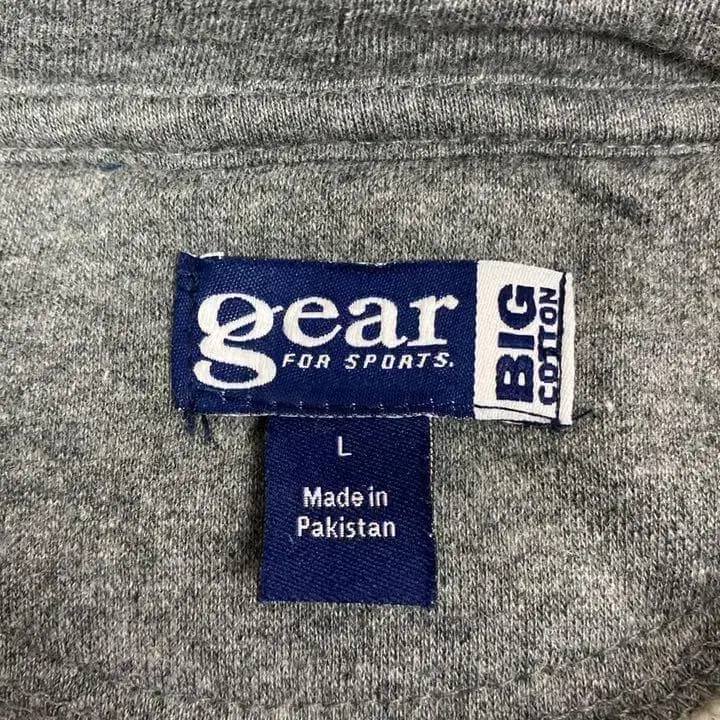 gear
FOR SPORTS.
BIG
COTTON
L
Made in
Pakistan